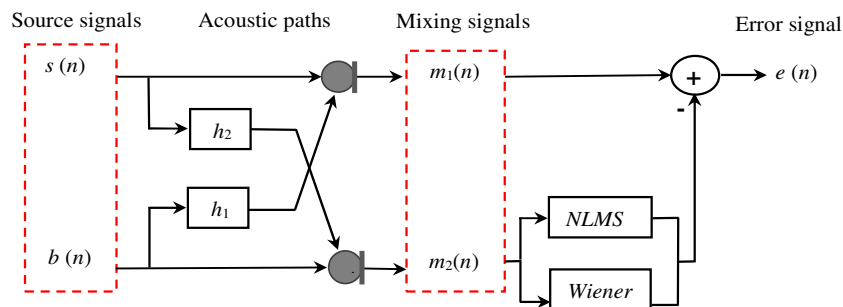 Source signals Acoustic paths Mixing signals Error signal
s (n) m₁(n) + e (n)
-
h₂
h₁
NLMS
b (n) m₂(n)
Wiener